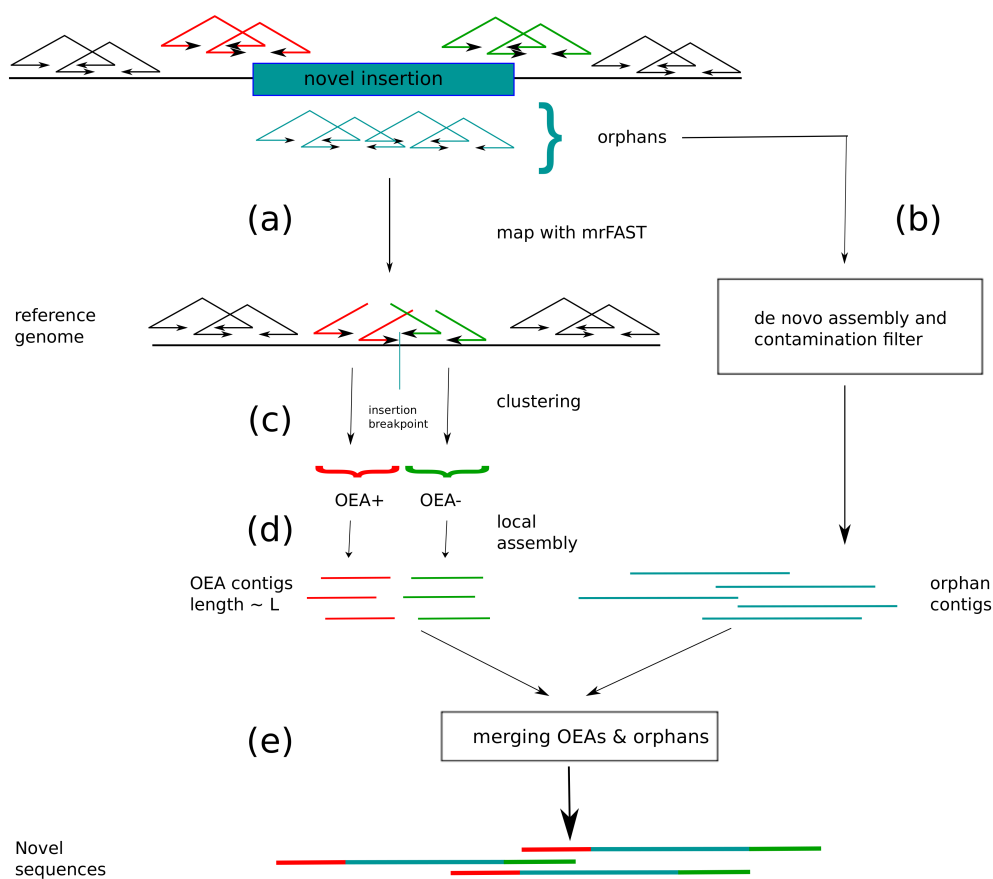 novel insertion
orphans
(a)
(b)
map with mrFAST
reference
genome
de novo assembly and
contamination filter
(c)
insertion
breakpoint
clustering
OEA+
OEA-
(d)
local
assembly
OEA contigs
length ~ L
orphan
contigs
(e)
merging OEAs & orphans
Novel
sequences